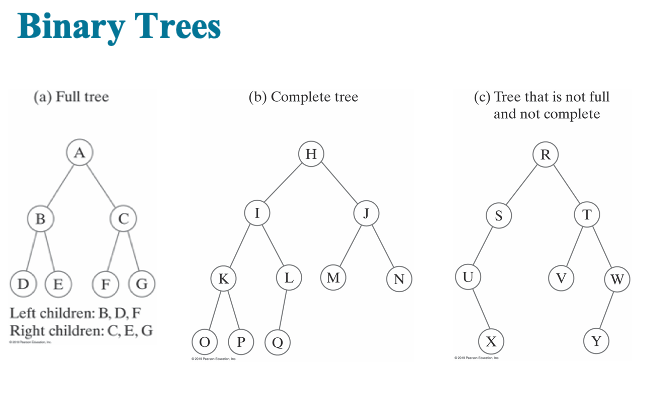 Binary Trees
(a) Full tree
A
B
C
D
E
F
G
Left children: B, D, F
Right children: C, E, G
© 2019 Pearson Education, Inc.
(b) Complete tree
H
I
J
K
L
M
N
O
P
Q
© 2019 Pearson Education, Inc.
(c) Tree that is not full
and not complete
R
S
T
U
V
W
X
Y
© 2019 Pearson Education, Inc.